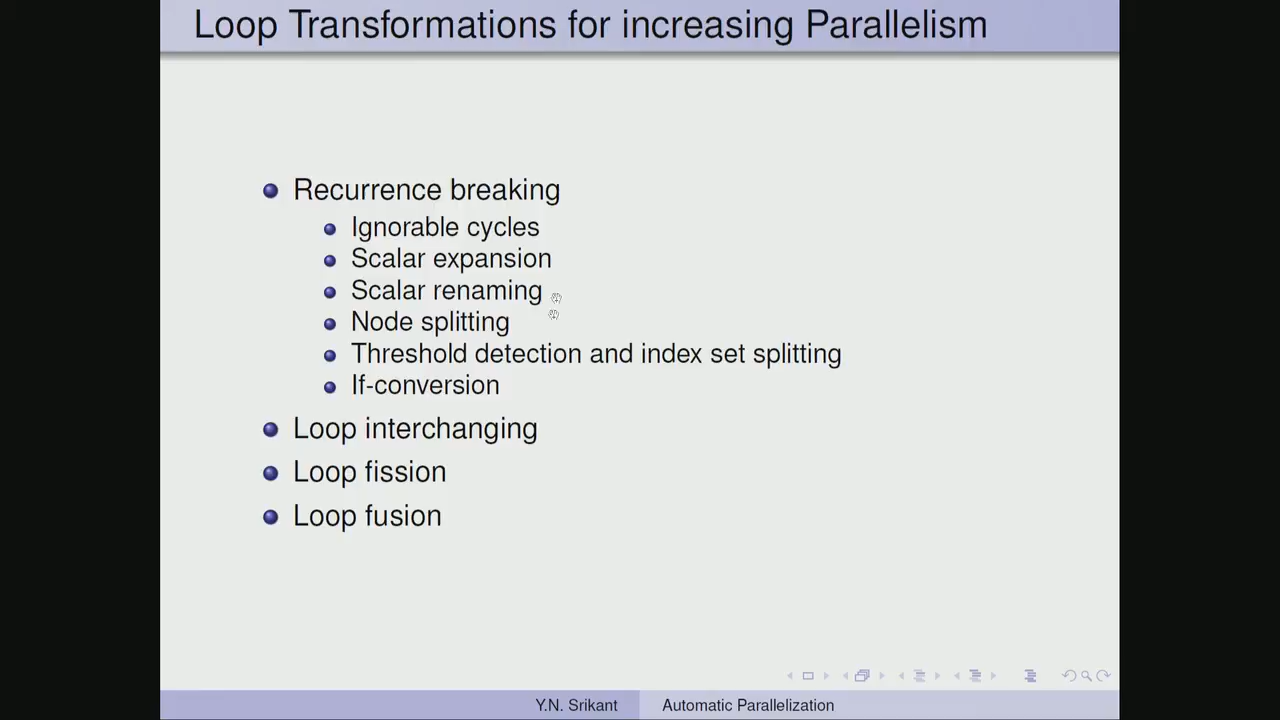 Loop Transformations for increasing Parallelism
Recurrence breaking
Ignorable cycles
Scalar expansion
Scalar renaming
Node splitting
Threshold detection and index set splitting
If-conversion
Loop interchanging
Loop fission
Loop fusion
Y.N. Srikant Automatic Parallelization